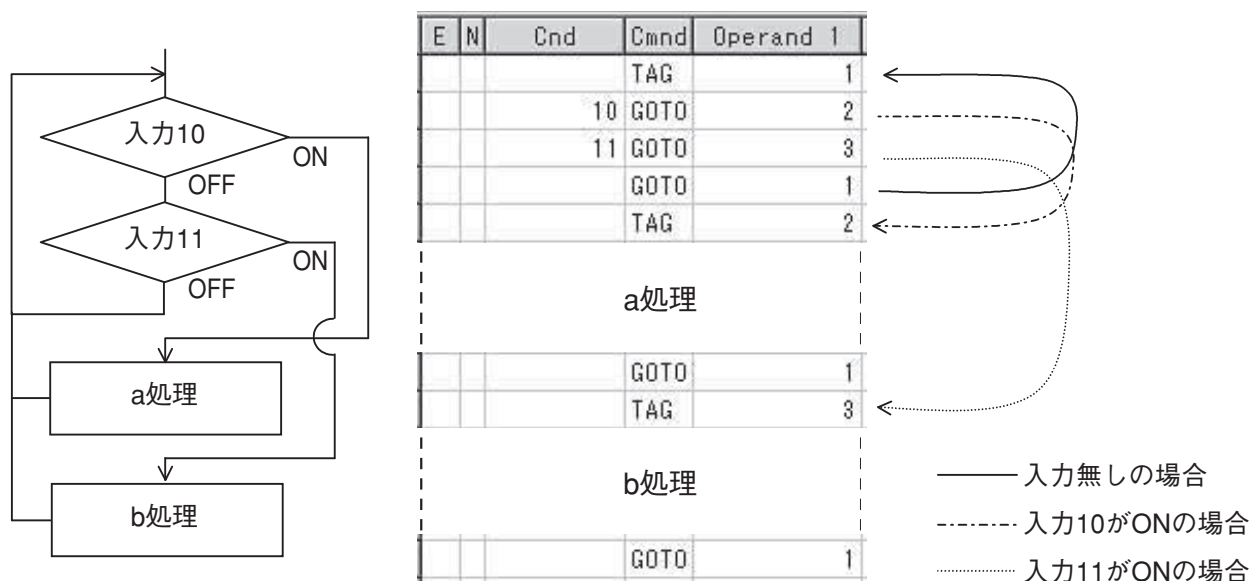 入力10
ON
OFF
入力11
ON
OFF
a処理
b処理
E N Cnd Cmnd Operand 1
TAG 1
10 GOTO 2
11 GOTO 3
GOTO 1
TAG 2
a処理
GOTO 1
TAG 3
b処理
GOTO 1
入力無しの場合
入力10がONの場合
入力11がONの場合